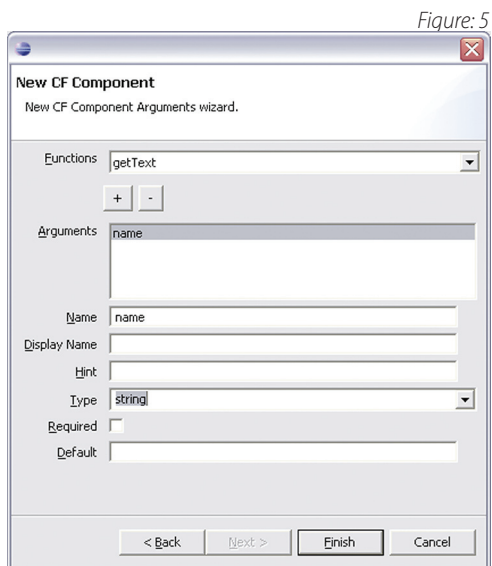 Figure: 5
New CF Component
New CF Component Arguments wizard.
Functions getText
+ -
Arguments name
Name name
Display Name
Hint
Type string
Required
Default
< Back Next > Finish Cancel